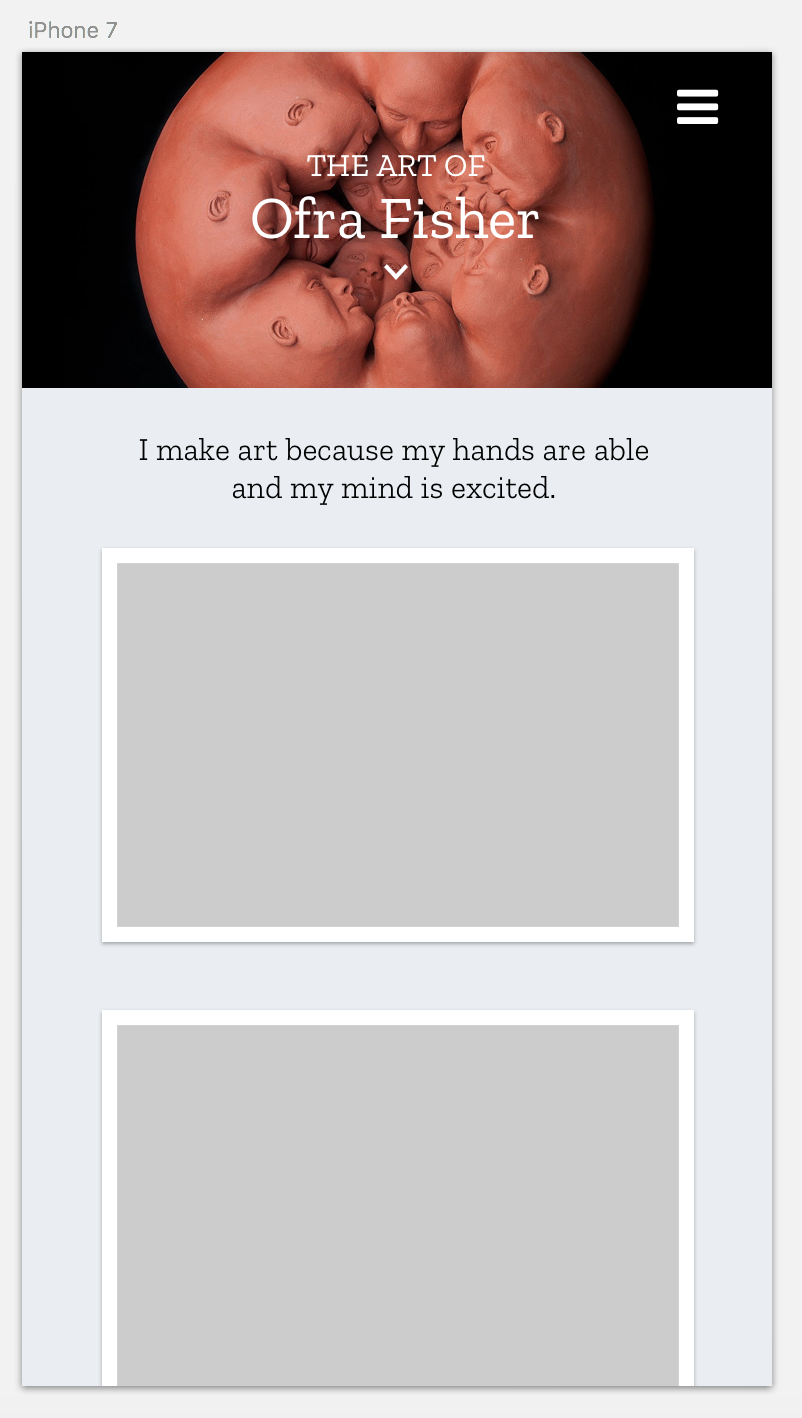 iPhone 7
THE ART OF
Ofra Fisher
I make art because my hands are able
and my mind is excited.